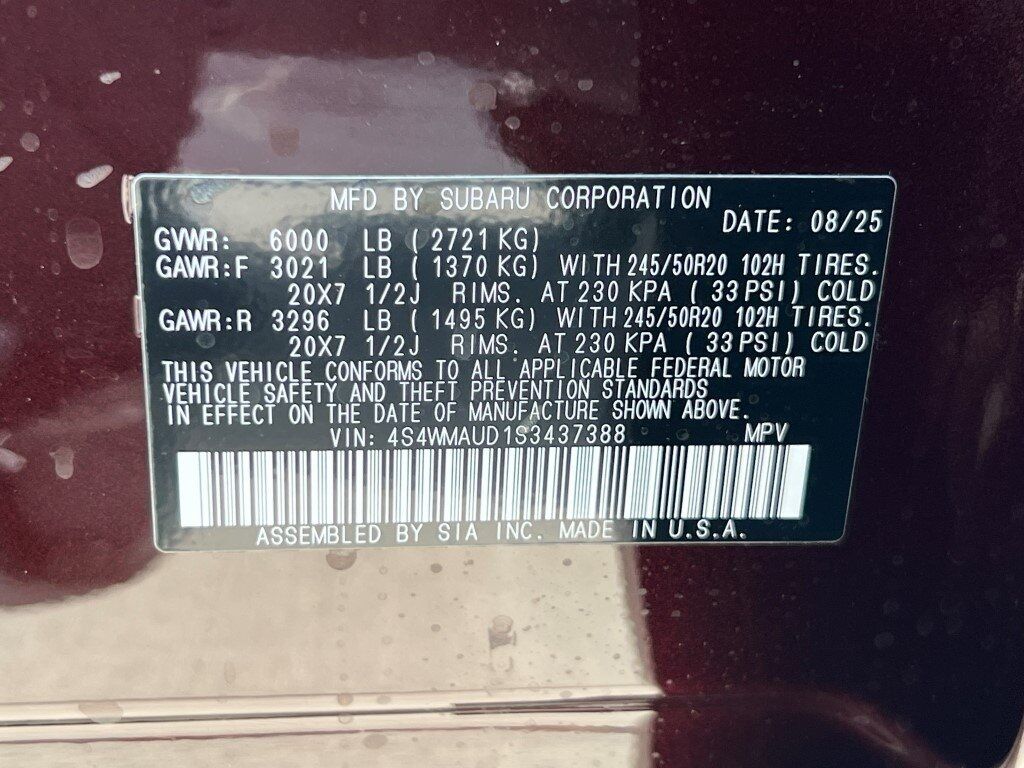 MFD BY SUBARU CORPORATION
DATE: 08/25
GVWR: 6000 LB ( 2721 KG)
GAWR:F 3021 LB ( 1370 KG) WITH 245/50R20 102H TIRES.
20X7 1/2J RIMS. AT 230 KPA ( 33 PSI) COLD
GAWR:R 3296 LB ( 1495 KG) WITH 245/50R20 102H TIRES.
20X7 1/2J RIMS. AT 230 KPA ( 33 PSI) COLD
THIS VEHICLE CONFORMS TO ALL APPLICABLE FEDERAL MOTOR
VEHICLE SAFETY AND THEFT PREVENTION STANDARDS
IN EFFECT ON THE DATE OF MANUFACTURE SHOWN ABOVE.
VIN: 4S4WMAUD1S3437388 MPV
ASSEMBLED BY SIA INC. MADE IN U.S.A.